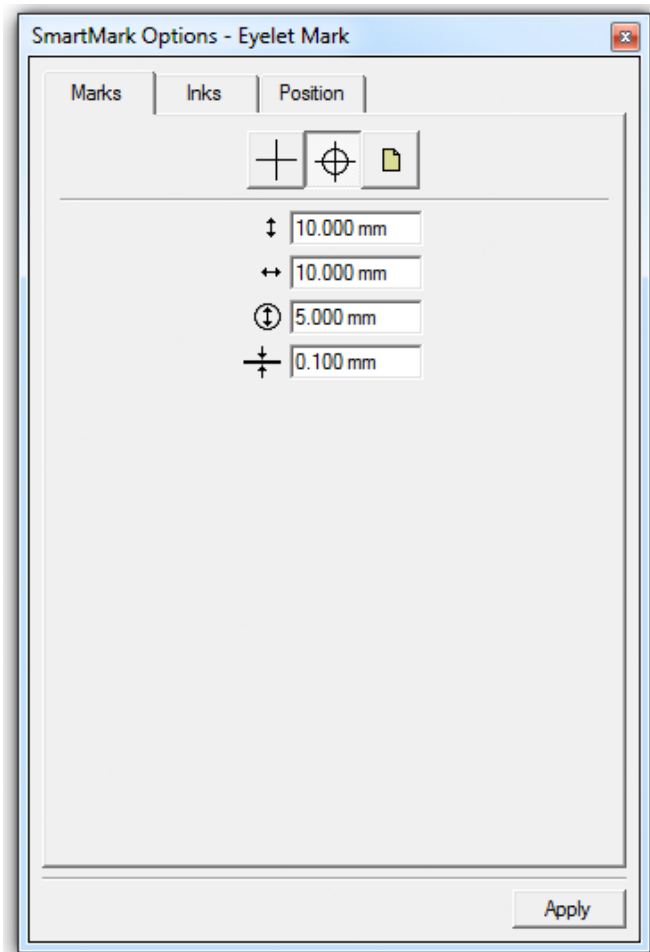 SmartMark Options - Eyelet Mark
Marks Inks Position
10.000 mm
10.000 mm
5.000 mm
0.100 mm
Apply